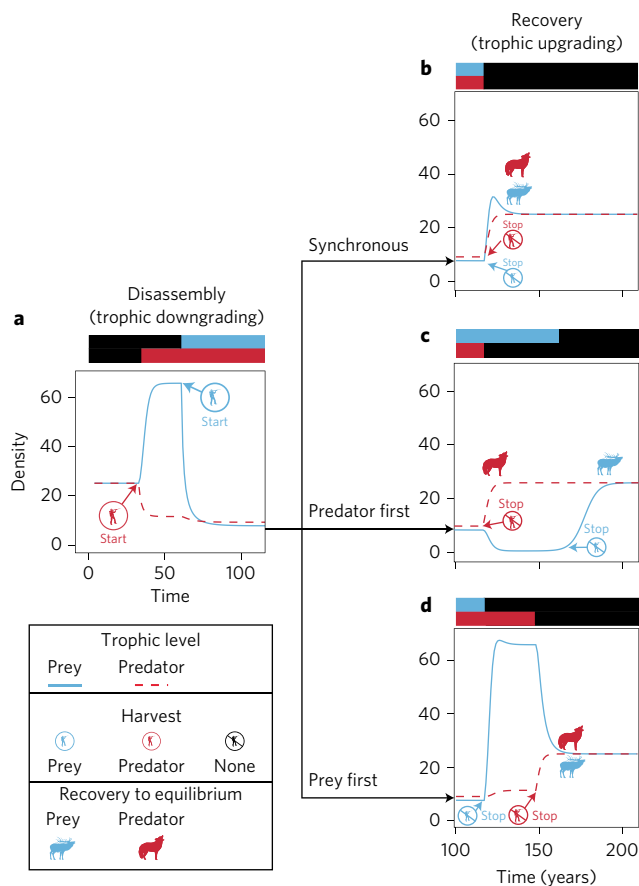 Recovery
(trophic upgrading)
b
60
40
20
0
Stop
Stop
Synchronous
Disassembly
(trophic downgrading)
a
60
40
20
0
Density
Start
Start
0
50
100
Time
c
60
40
20
0
Stop
Stop
Predator first
d
60
40
20
0
Stop
Stop
Prey first
100
150
200
Time (years)
Trophic level
Prey Predator
Harvest
Prey Predator None
Recovery to equilibrium
Prey Predator